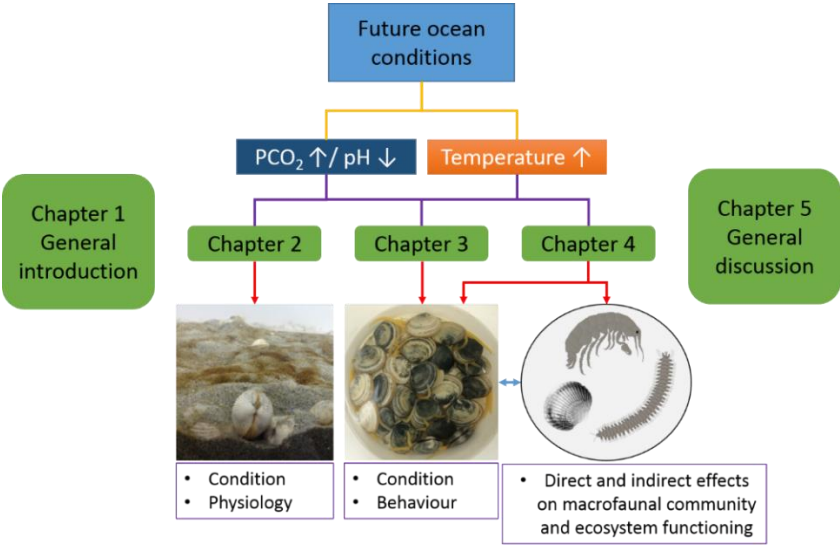 Future ocean
conditions
PCO₂ ↑/ pH ↓
Temperature ↑
Chapter 1
General
introduction
Chapter 2
Chapter 3
Chapter 4
Chapter 5
General
discussion
• Condition
• Physiology
• Condition
• Behaviour
• Direct and indirect effects
on macrofaunal community
and ecosystem functioning